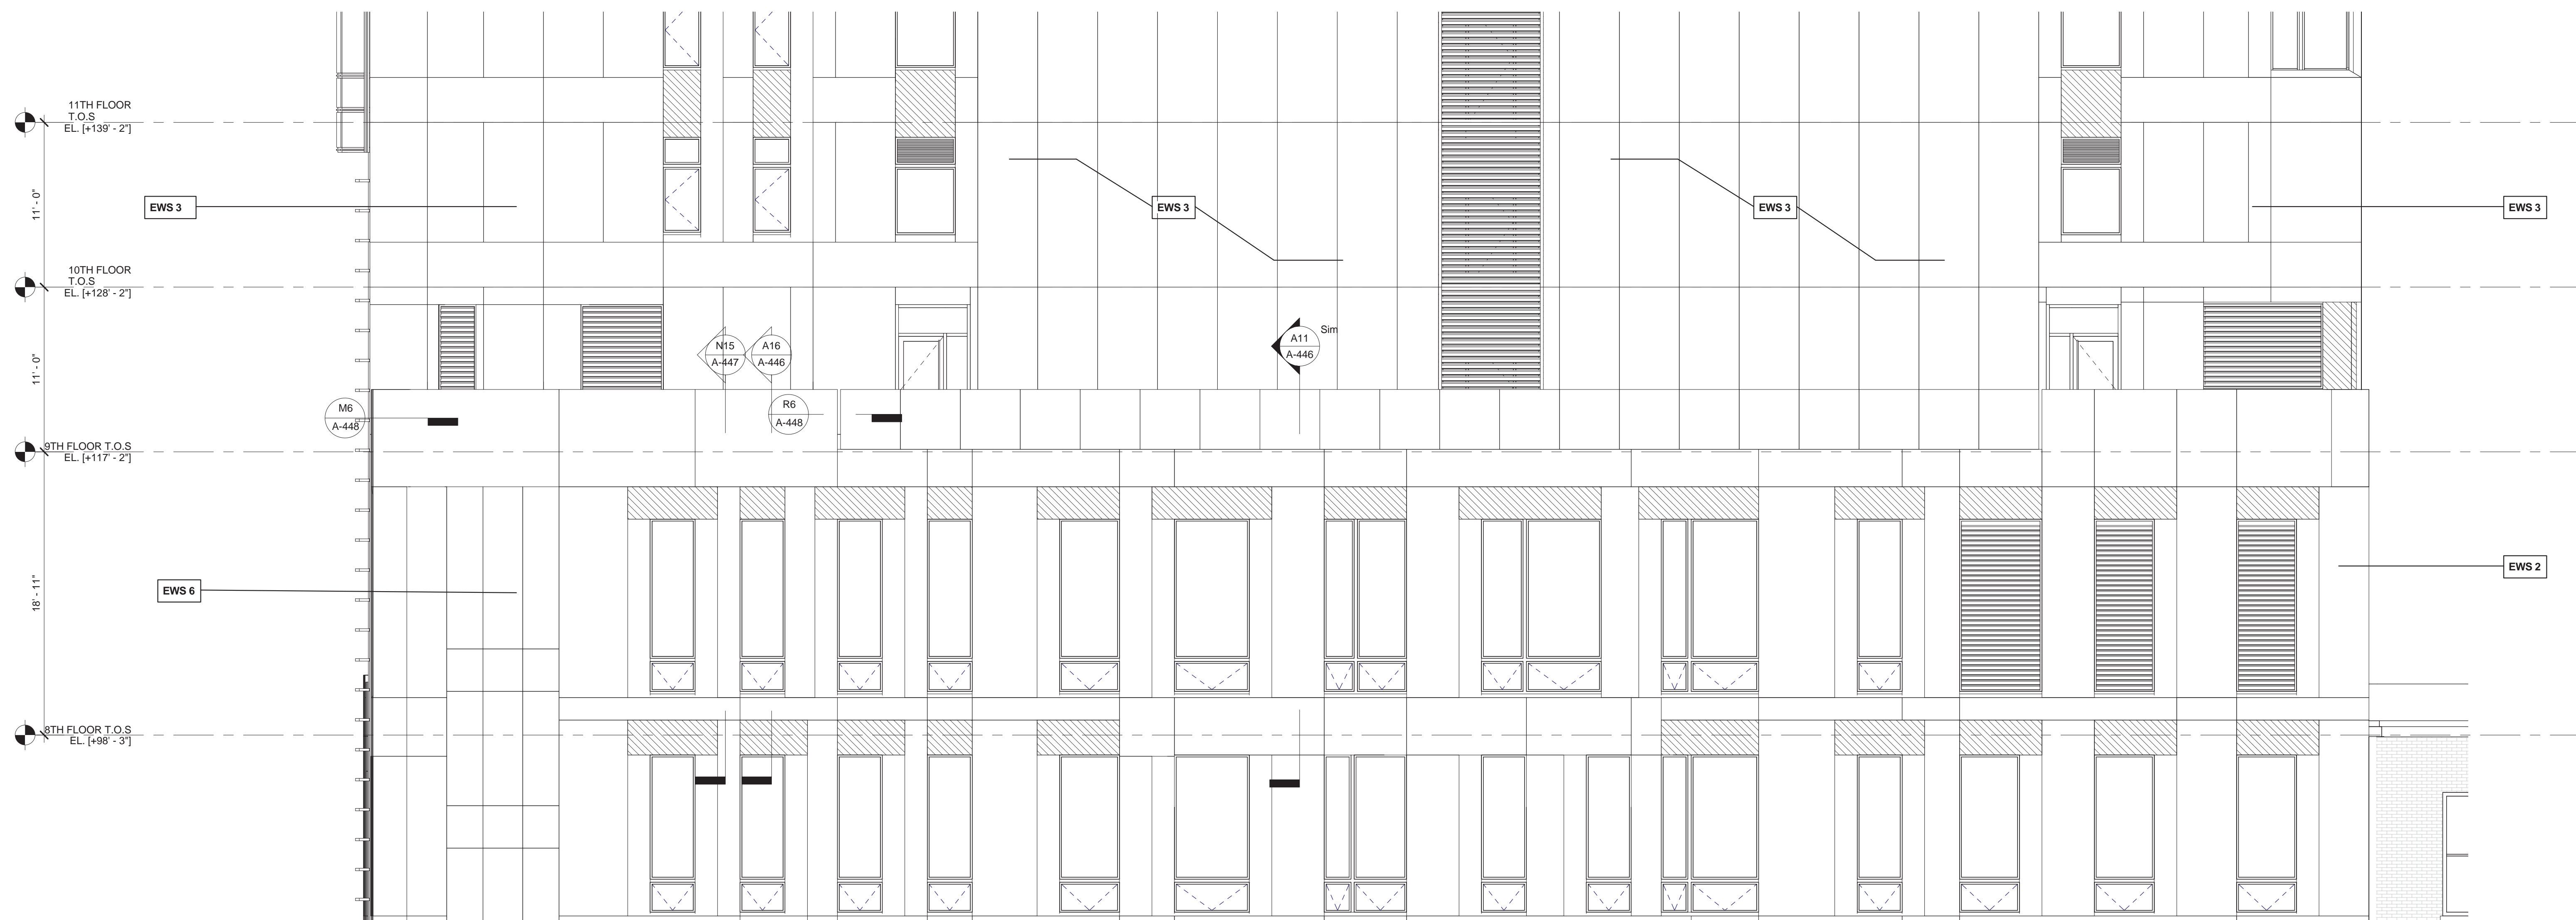 11TH FLOOR
T.O.S
EL. [+139' - 2"]
11' - 0"
EWS 3
EWS 3
EWS 3
EWS 3
10TH FLOOR
T.O.S
EL. [+128' - 2"]
11' - 0"
N15
A-447
A16
A-446
A11
A-446
Sim
M6
A-448
R6
A-448
9TH FLOOR T.O.S
EL. [+117' - 2"]
18' - 11"
EWS 6
EWS 2
8TH FLOOR T.O.S
EL. [+98' - 3"]